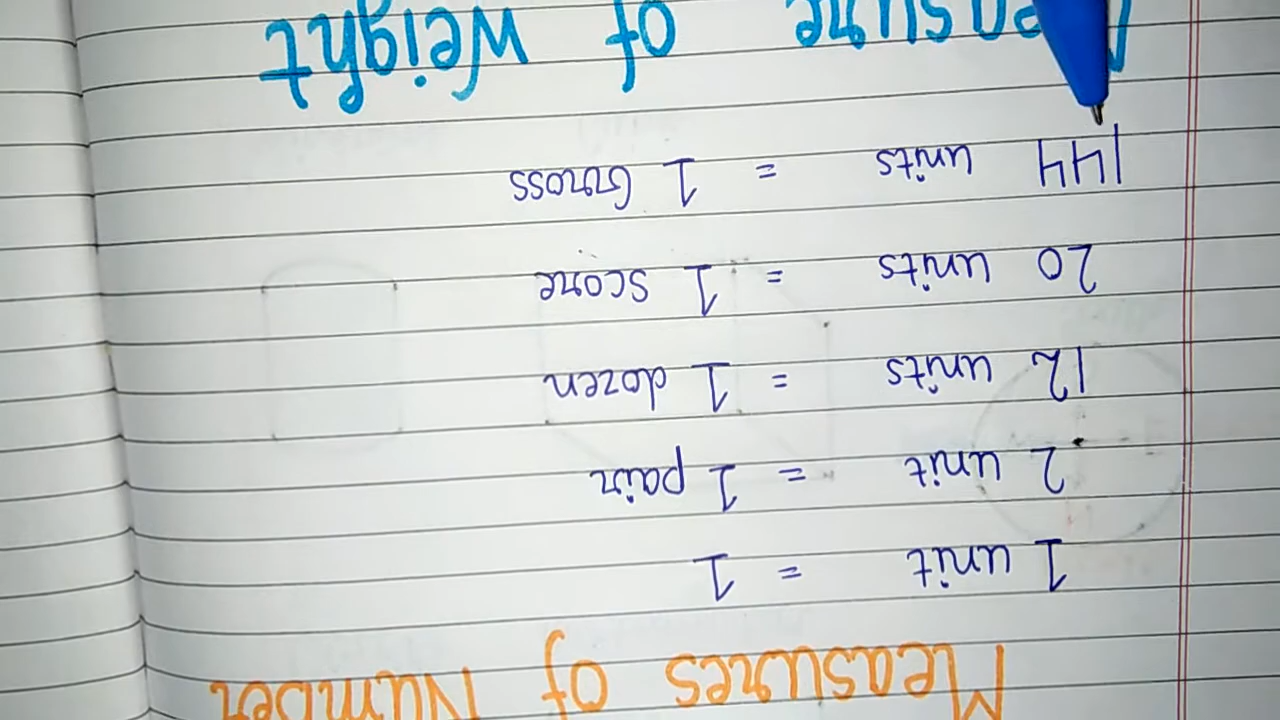 Measures of Number
1 unit = 1
2 unit = 1 pair
12 units = 1 dozen
20 units = 1 score
144 units = 1 Gross
of Weight